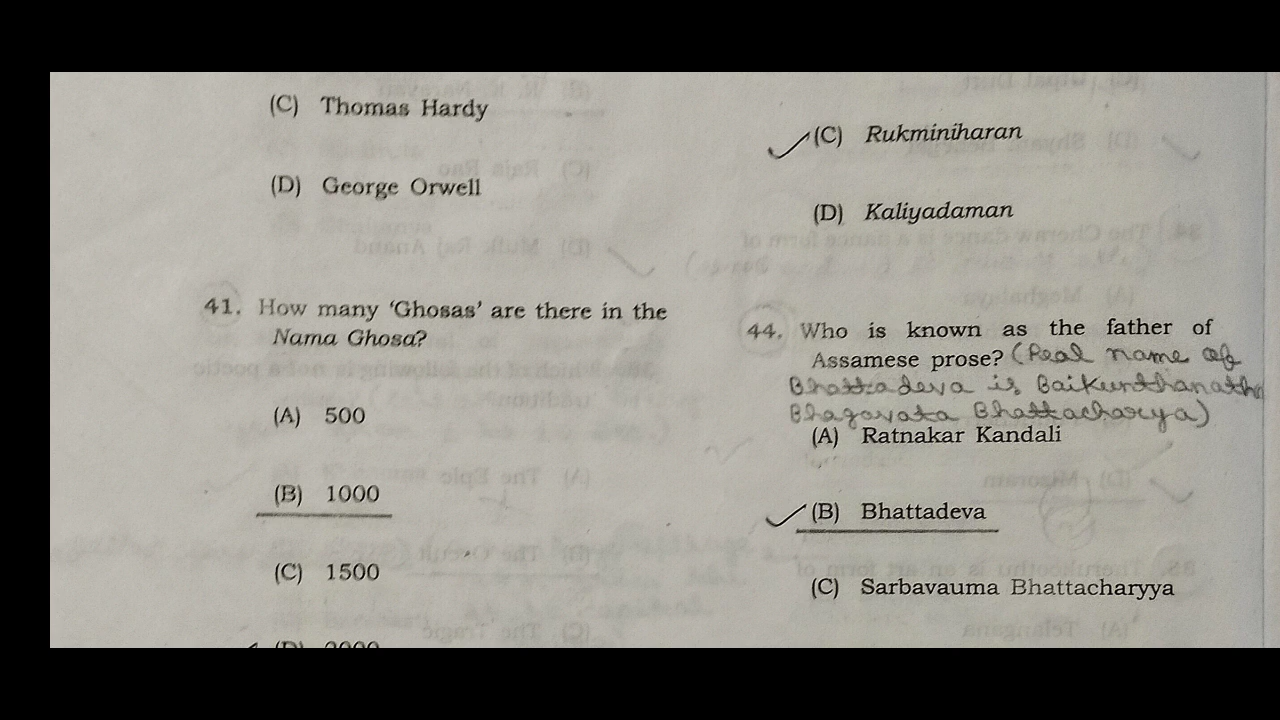 (C) Thomas Hardy
(D) George Orwell
41. How many ‘Ghosas’ are there in the
Nama Ghosa?
(A) 500
(B) 1000
(C) 1500
(D) 2000
(C) Rukminiharan
(D) Kaliyadaman
44. Who is known as the father of
Assamese prose? (Real name of
Bhattadeva is Baikunthanatha
Bhagavata Bhattacharya)
(A) Ratnakar Kandali
(B) Bhattadeva
(C) Sarbavauma Bhattacharyya